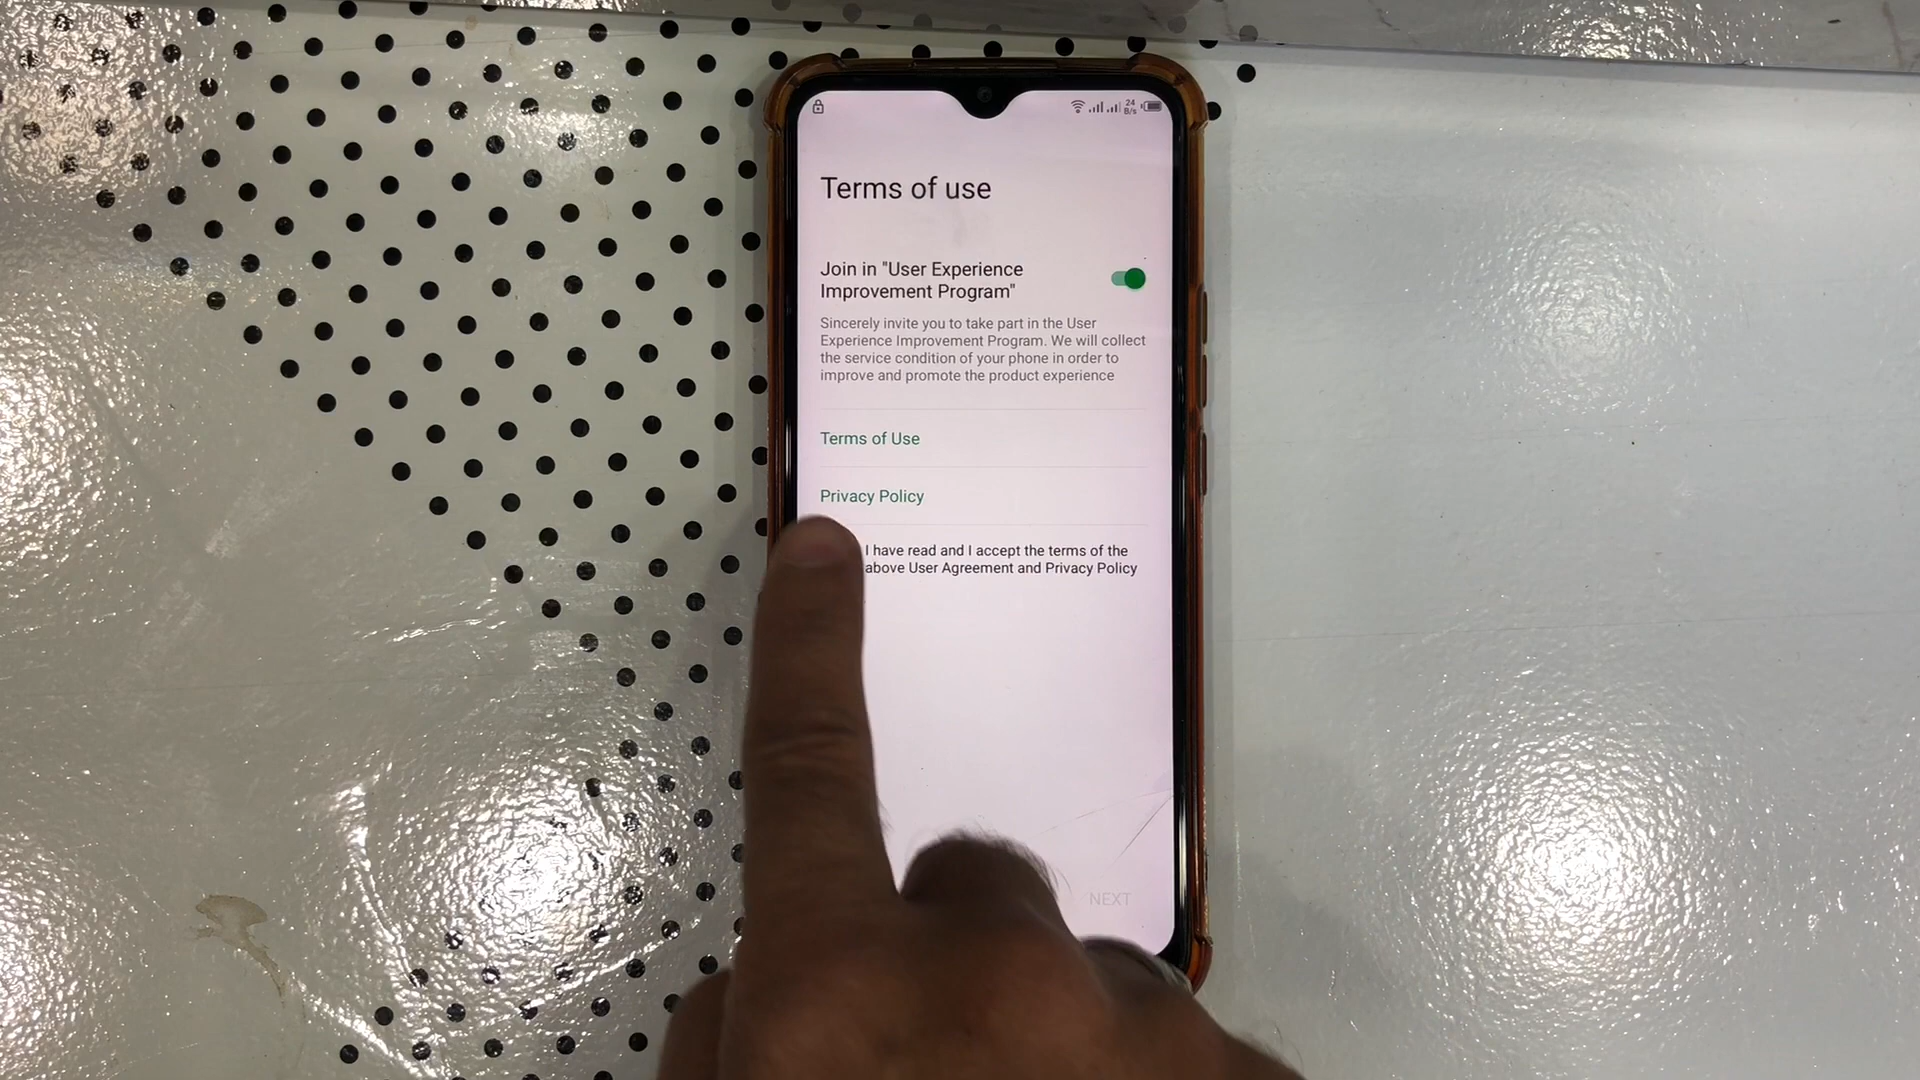 24
B/s
Terms of use
Join in "User Experience
Improvement Program"
Sincerely invite you to take part in the User
Experience Improvement Program. We will collect
the service condition of your phone in order to
improve and promote the product experience
Terms of Use
Privacy Policy
I have read and I accept the terms of the
above User Agreement and Privacy Policy
NEXT